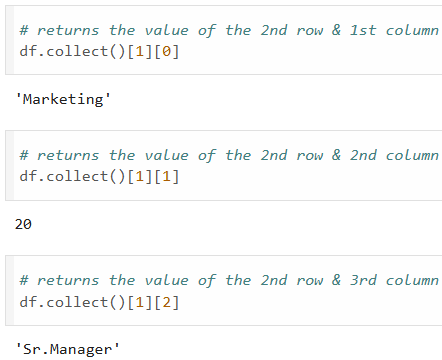 # returns the value of the 2nd row & 1st column
df.collect()[1][0]
'Marketing'
# returns the value of the 2nd row & 2nd column
df.collect()[1][1]
20
# returns the value of the 2nd row & 3rd column
df.collect()[1][2]
'Sr.Manager'